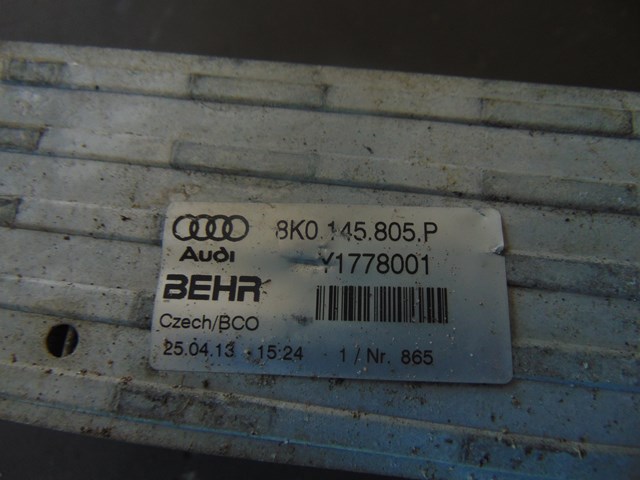 8K0.145.805.P
Audi
Y1778001
BEHR
Czech/BCO
25.04.13 - 15:24 1 / Nr. 865